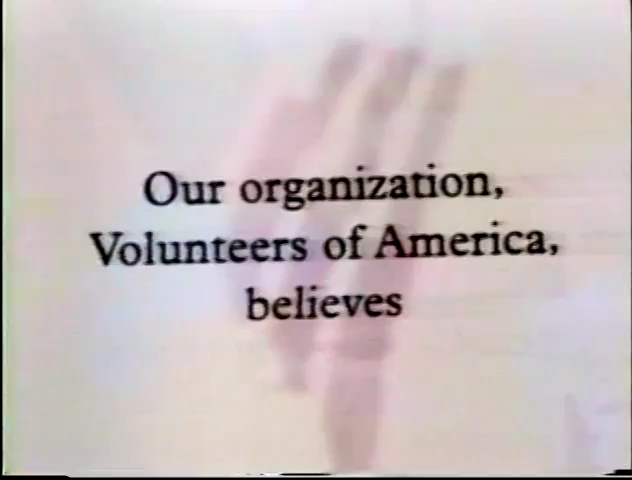 Our organization,
Volunteers of America,
believes